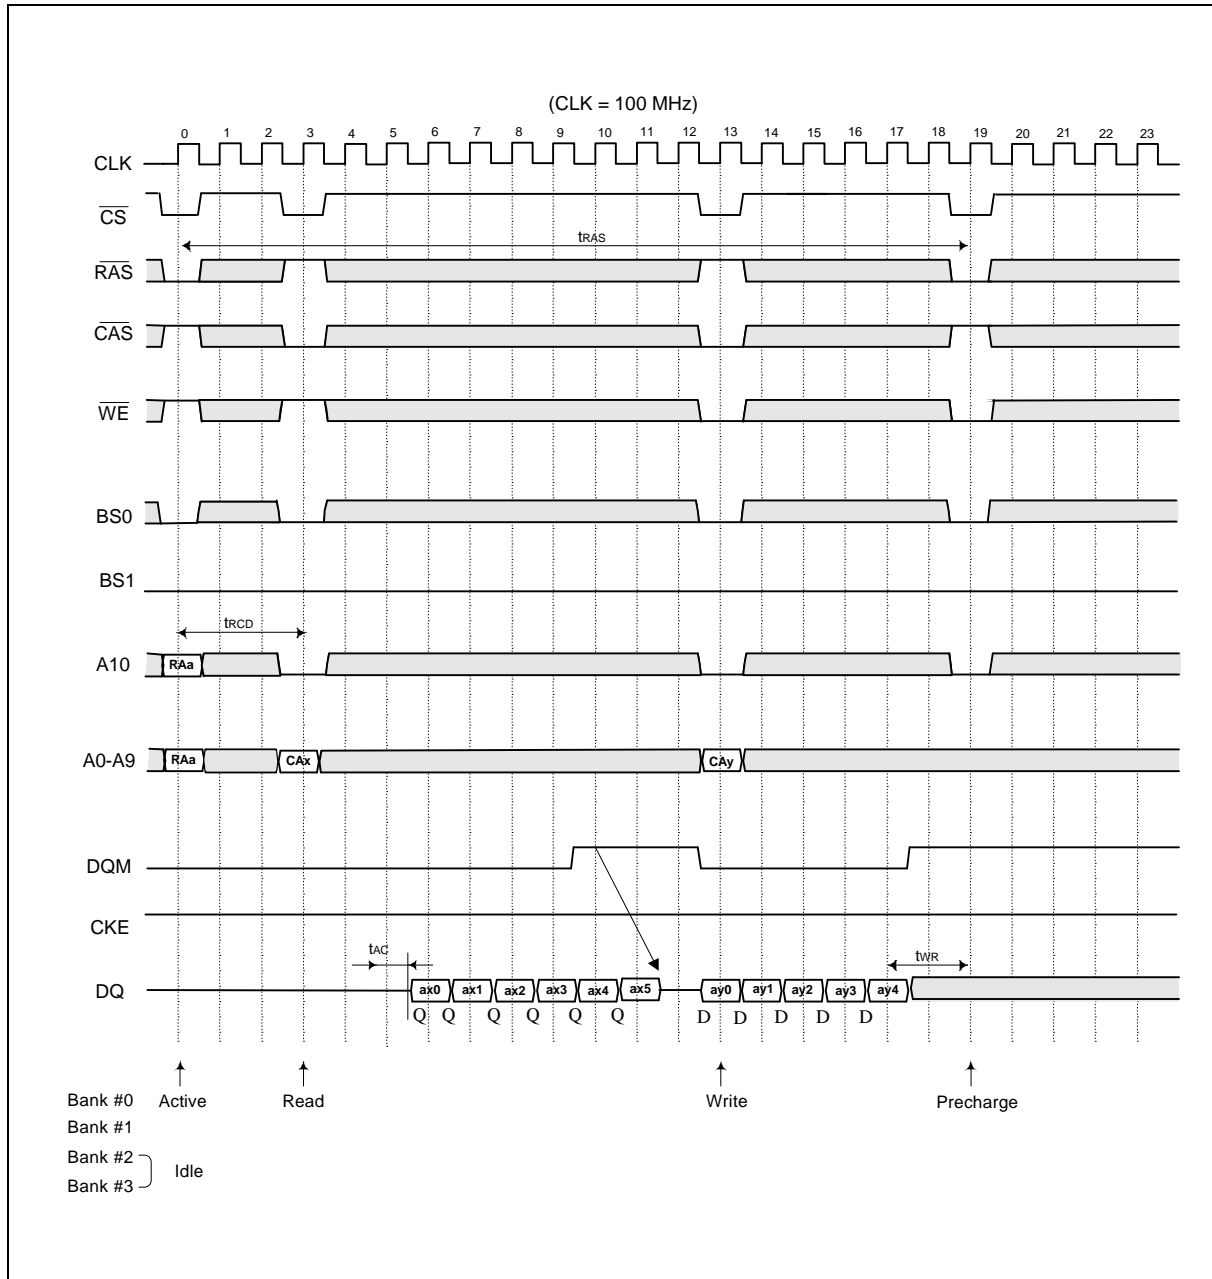 (CLK = 100 MHz)
0 1 2 3 4 5 6 7 8 9 10 11 12 13 14 15 16 17 18 19 20 21 22 23
CLK
CS
tRAS
RAS
CAS
WE
BS0
BS1
tRCD
A10 RAa
A0-A9 RAa CAx CAy
DQM
CKE
tAC tWR
DQ ax0 ax1 ax2 ax3 ax4 ax5 ay0 ay1 ay2 ay3 ay4
Q Q Q Q Q Q D D D D D
Bank #0 Active Read Write Precharge
Bank #1
Bank #2
Idle
Bank #3